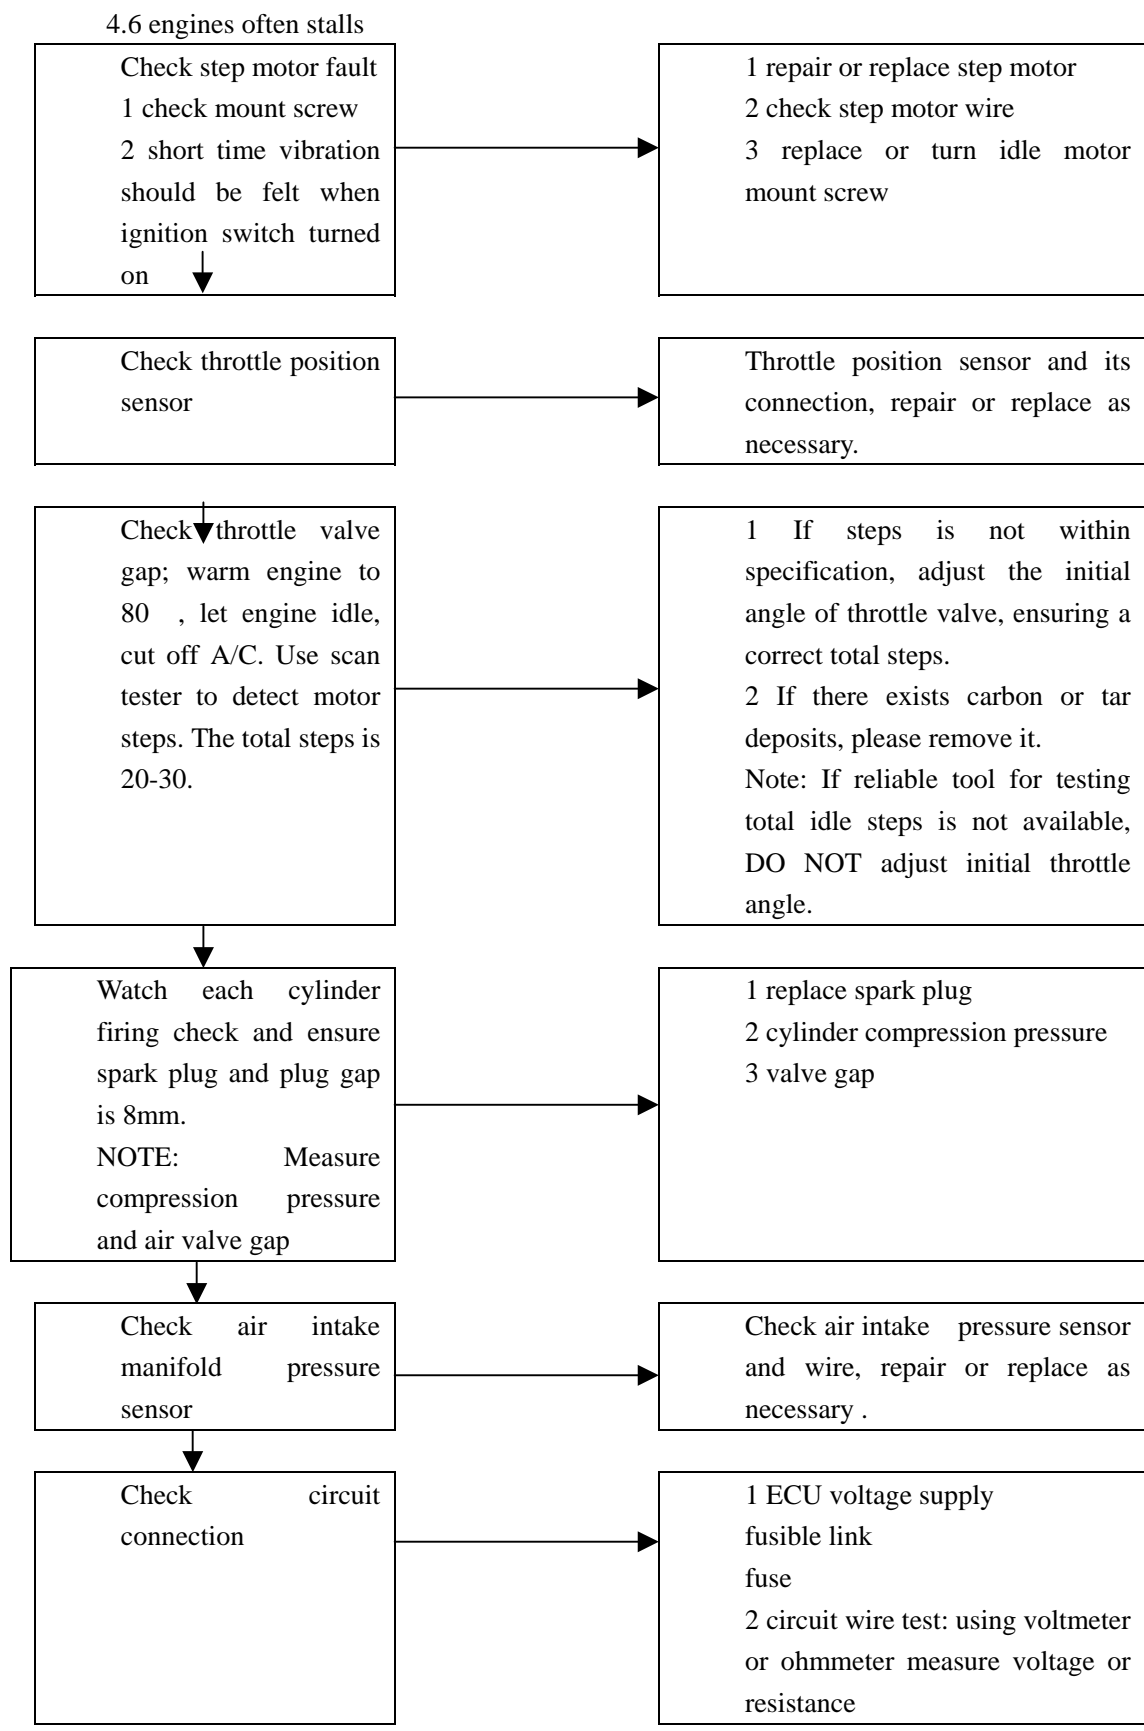 4.6 engines often stalls
Check step motor fault
1 check mount screw
2 short time vibration
should be felt when
ignition switch turned
on
1 repair or replace step motor
2 check step motor wire
3 replace or turn idle motor
mount screw
Check throttle position
sensor
Throttle position sensor and its
connection, repair or replace as
necessary.
Check throttle valve
gap; warm engine to
80 , let engine idle,
cut off A/C. Use scan
tester to detect motor
steps. The total steps is
20-30.
1 If steps is not within
specification, adjust the initial
angle of throttle valve, ensuring a
correct total steps.
2 If there exists carbon or tar
deposits, please remove it.
Note: If reliable tool for testing
total idle steps is not available,
DO NOT adjust initial throttle
angle.
Watch each cylinder
firing check and ensure
spark plug and plug gap
is 8mm.
NOTE: Measure
compression pressure
and air valve gap
1 replace spark plug
2 cylinder compression pressure
3 valve gap
Check air intake
manifold pressure
sensor
Check air intake pressure sensor
and wire, repair or replace as
necessary .
Check circuit
connection
1 ECU voltage supply
fusible link
fuse
2 circuit wire test: using voltmeter
or ohmmeter measure voltage or
resistance